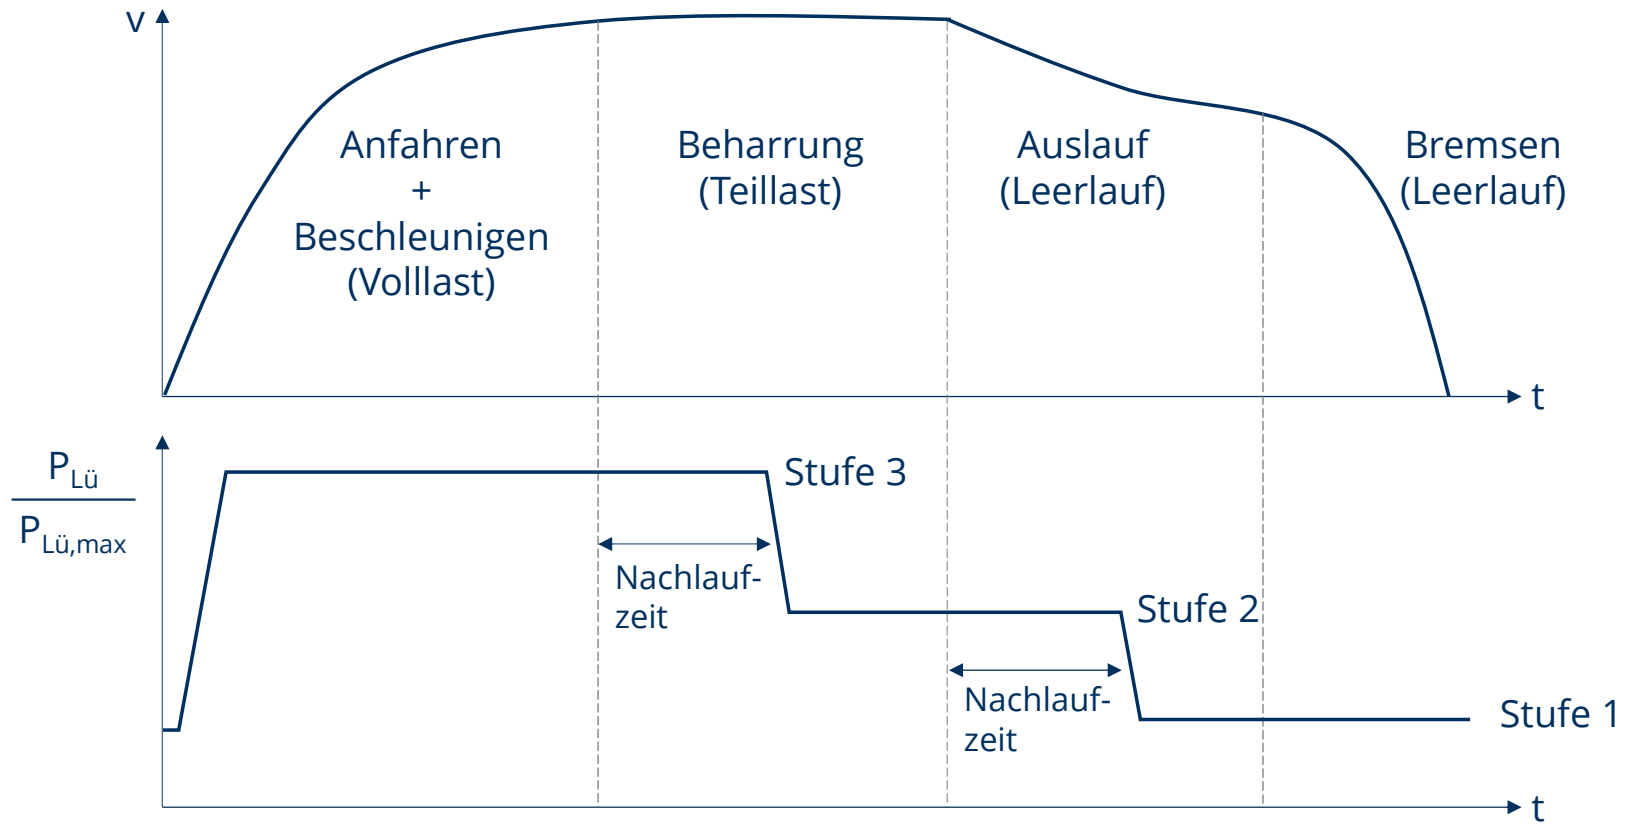 v
Anfahren
+
Beschleunigen
(Volllast)
Beharrung
(Teillast)
Auslauf
(Leerlauf)
Bremsen
(Leerlauf)
t
P_Lü
P_Lü,max
Stufe 3
Nachlauf-
zeit
Stufe 2
Nachlauf-
zeit
Stufe 1
t